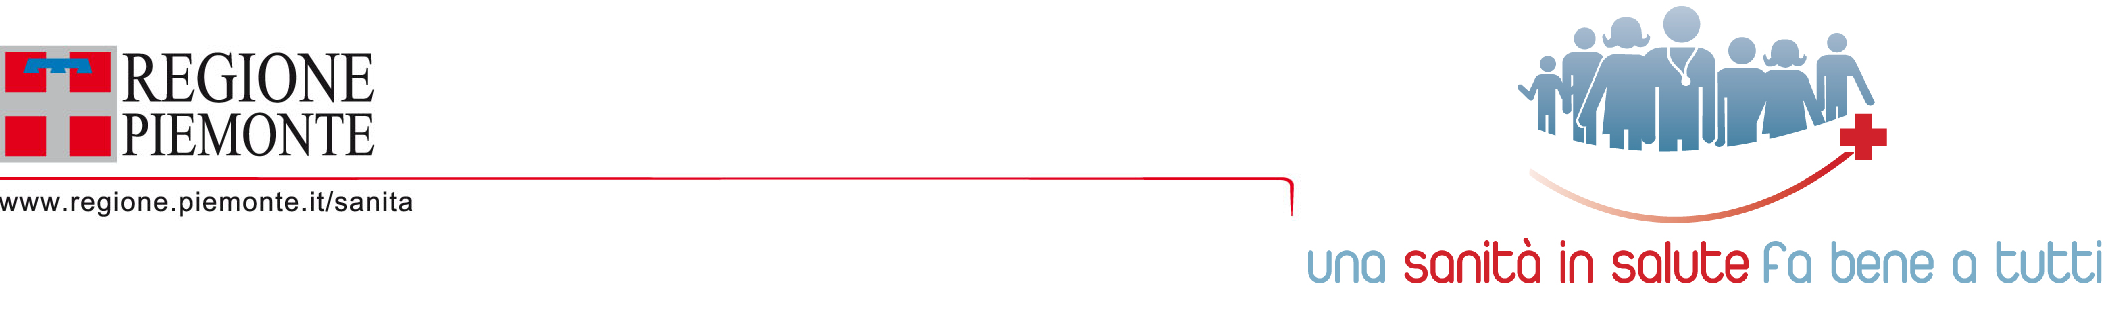 REGIONE
PIEMONTE
www.regione.piemonte.it/sanita
una sanità in salute fa bene a tutti